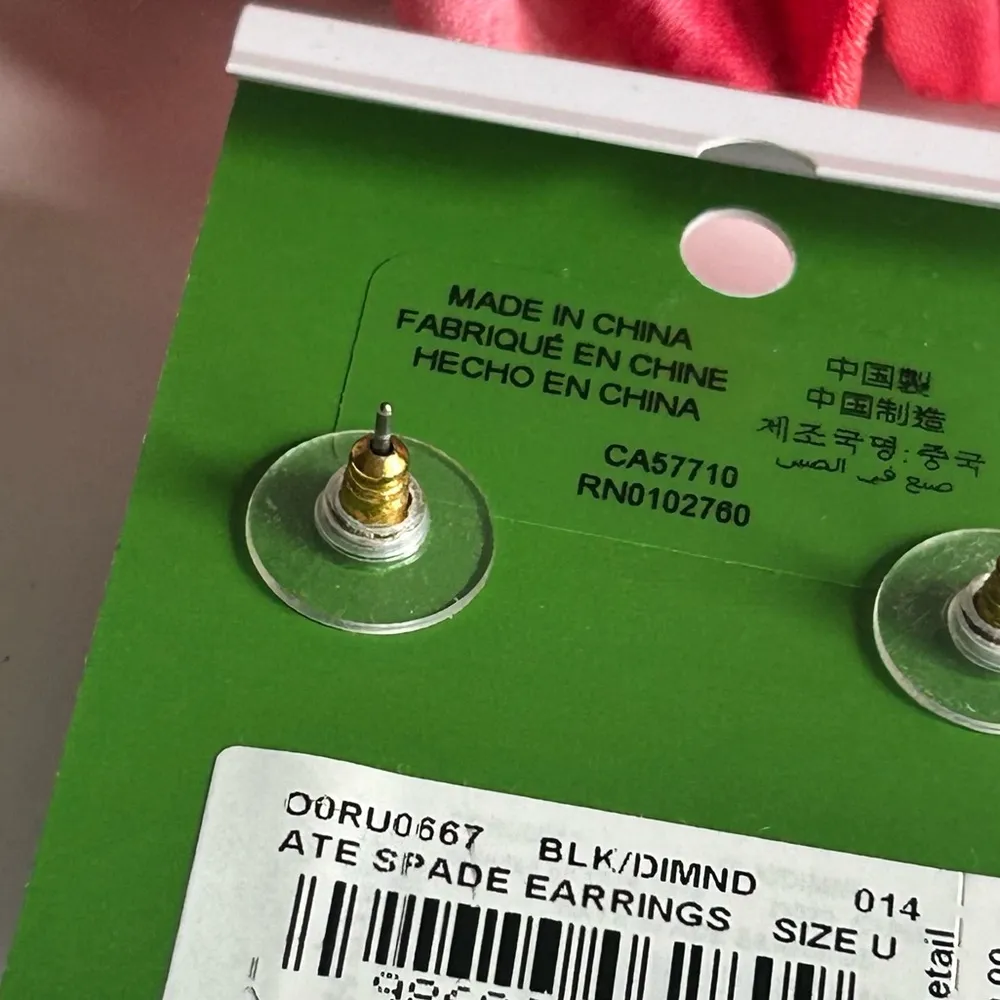 MADE IN CHINA
FABRIQUÉ EN CHINE
HECHO EN CHINA
中国製
中国制造
제조국명: 중국
صنع في الصين
CA57710
RN0102760
O0RU0667 BLK/DIMND 014
ATE SPADE EARRINGS SIZE U
etail